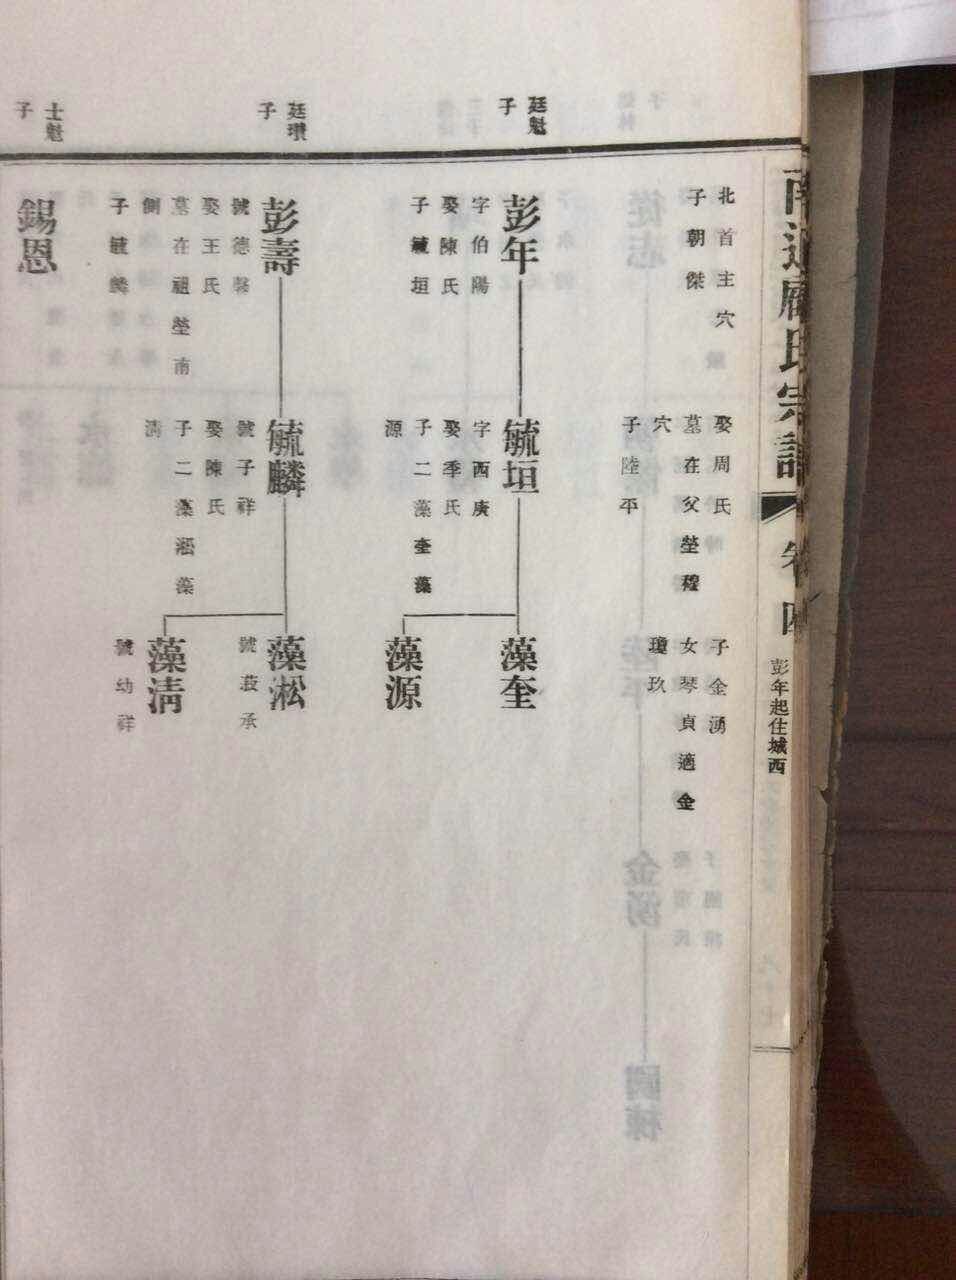 南通顧氏宗譜
卷四
彭年起住城西
北首主穴
子朝傑
娶周氏
墓在父塋穆
穴
子陸平
子金湧
女琴貞適金
瓊玖
廷魁
子
彭年
字伯陽
娶陳氏
子毓垣
毓垣
字西庚
娶季氏
子二藻奎藻
源
藻奎
藻源
廷瓚
子
彭壽
號德馨
娶王氏
墓在祖塋南
側
子毓麟
毓麟
號子祥
娶陳氏
子二藻淞藻
清
藻淞
號菽承
藻清
號幼祥
士魁
子
錫恩